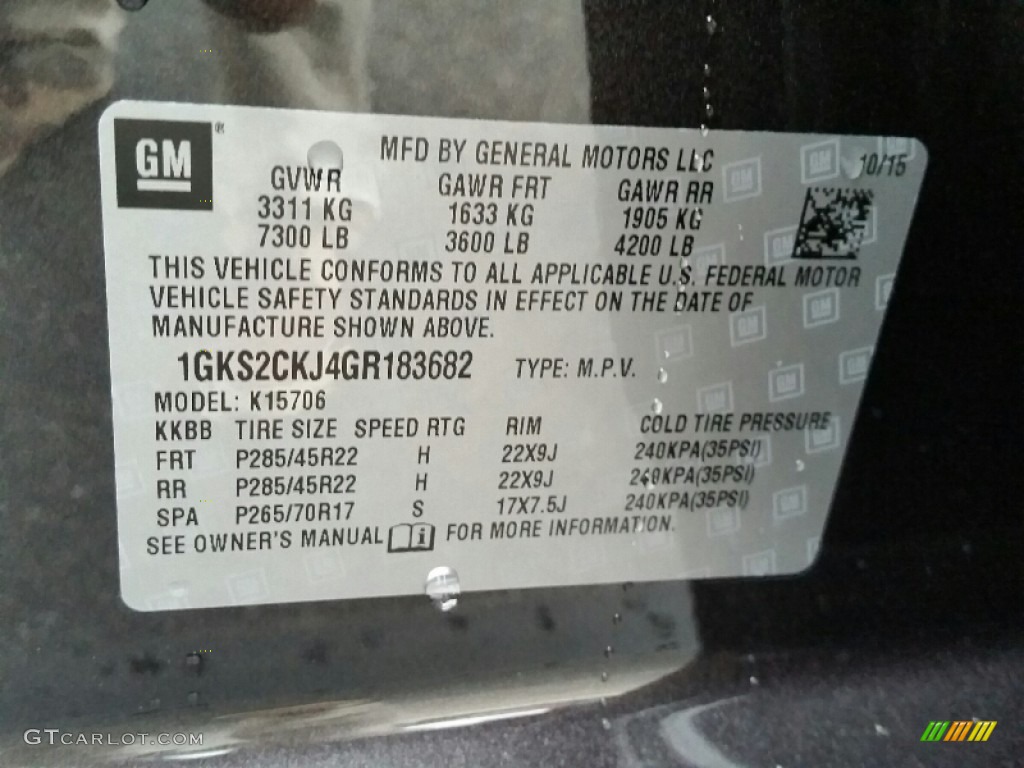 GM®
MFD BY GENERAL MOTORS LLC 10/15
GVWR GAWR FRT GAWR RR
3311 KG 1633 KG 1905 KG
7300 LB 3600 LB 4200 LB
THIS VEHICLE CONFORMS TO ALL APPLICABLE U.S. FEDERAL MOTOR
VEHICLE SAFETY STANDARDS IN EFFECT ON THE DATE OF
MANUFACTURE SHOWN ABOVE.
1GKS2CKJ4GR183682 TYPE: M.P.V.
MODEL: K15706
KKBB TIRE SIZE SPEED RTG RIM COLD TIRE PRESSURE
FRT P285/45R22 H 22X9J 240KPA(35PSI)
RR P285/45R22 H 22X9J 240KPA(35PSI)
SPA P265/70R17 S 17X7.5J 240KPA(35PSI)
SEE OWNER'S MANUAL i FOR MORE INFORMATION.
GTCARLOT.COM